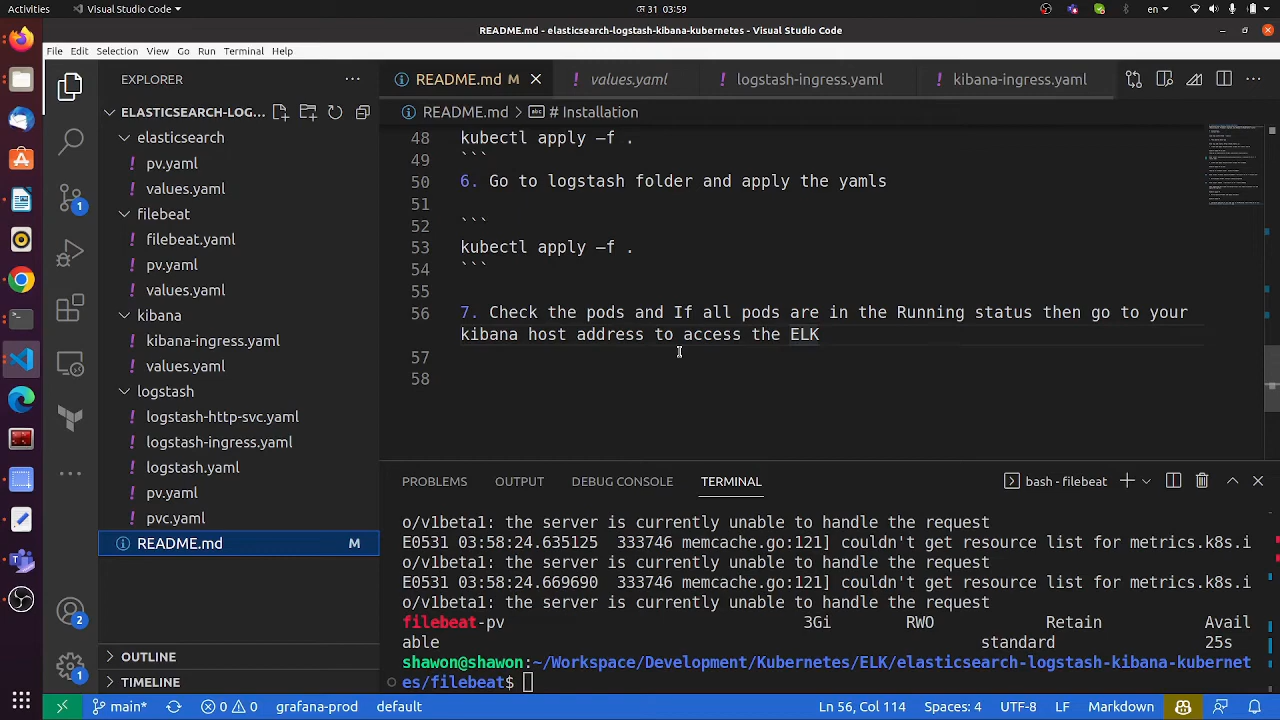 Activities
Visual Studio Code
মে 31 03:59
en
README.md - elasticsearch-logstash-kibana-kubernetes - Visual Studio Code
File Edit Selection View Go Run Terminal Help
EXPLORER
README.md M
values.yaml
logstash-ingress.yaml
kibana-ingress.yaml
ELASTICSEARCH-LOG...
README.md > # Installation
elasticsearch
pv.yaml
values.yaml
filebeat
filebeat.yaml
pv.yaml
values.yaml
kibana
kibana-ingress.yaml
values.yaml
logstash
logstash-http-svc.yaml
logstash-ingress.yaml
logstash.yaml
pv.yaml
pvc.yaml
README.md M
OUTLINE
TIMELINE
48 kubectl apply –f .
49 ```
50 6. Go to logstash folder and apply the yamls
51
52 ```
53 kubectl apply –f .
54 ```
55
56 7. Check the pods and If all pods are in the Running status then go to your
kibana host address to access the ELK
57
58
PROBLEMS OUTPUT DEBUG CONSOLE TERMINAL
bash - filebeat
o/v1beta1: the server is currently unable to handle the request
E0531 03:58:24.635125 333746 memcache.go:121] couldn't get resource list for metrics.k8s.i
o/v1beta1: the server is currently unable to handle the request
E0531 03:58:24.669690 333746 memcache.go:121] couldn't get resource list for metrics.k8s.i
o/v1beta1: the server is currently unable to handle the request
filebeat-pv 3Gi RWO Retain Avail
able standard 25s
shawon@shawon:~/Workspace/Development/Kubernetes/ELK/elasticsearch-logstash-kibana-kubernet
es/filebeat$
1
2
1
main*
0 0
grafana-prod
default
Ln 56, Col 114
Spaces: 4
UTF-8
LF
Markdown